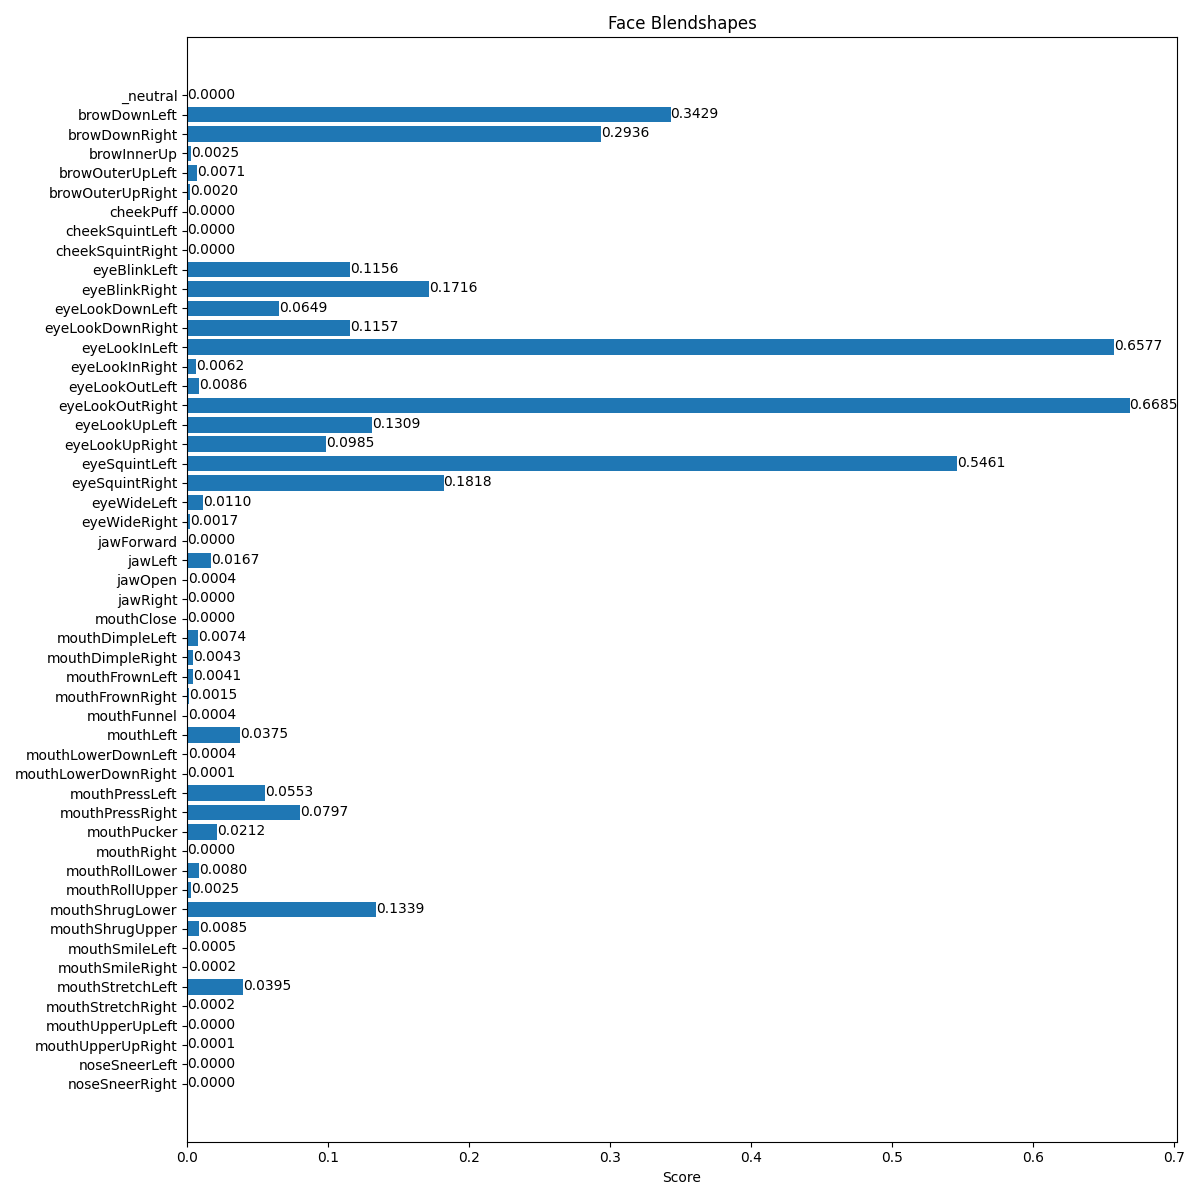 Face Blendshapes
_neutral 0.0000
browDownLeft 0.3429
browDownRight 0.2936
browInnerUp 0.0025
browOuterUpLeft 0.0071
browOuterUpRight 0.0020
cheekPuff 0.0000
cheekSquintLeft 0.0000
cheekSquintRight 0.0000
eyeBlinkLeft 0.1156
eyeBlinkRight 0.1716
eyeLookDownLeft 0.0649
eyeLookDownRight 0.1157
eyeLookInLeft 0.6577
eyeLookInRight 0.0062
eyeLookOutLeft 0.0086
eyeLookOutRight 0.6685
eyeLookUpLeft 0.1309
eyeLookUpRight 0.0985
eyeSquintLeft 0.5461
eyeSquintRight 0.1818
eyeWideLeft 0.0110
eyeWideRight 0.0017
jawForward 0.0000
jawLeft 0.0167
jawOpen 0.0004
jawRight 0.0000
mouthClose 0.0000
mouthDimpleLeft 0.0074
mouthDimpleRight 0.0043
mouthFrownLeft 0.0041
mouthFrownRight 0.0015
mouthFunnel 0.0004
mouthLeft 0.0375
mouthLowerDownLeft 0.0004
mouthLowerDownRight 0.0001
mouthPressLeft 0.0553
mouthPressRight 0.0797
mouthPucker 0.0212
mouthRight 0.0000
mouthRollLower 0.0080
mouthRollUpper 0.0025
mouthShrugLower 0.1339
mouthShrugUpper 0.0085
mouthSmileLeft 0.0005
mouthSmileRight 0.0002
mouthStretchLeft 0.0395
mouthStretchRight 0.0002
mouthUpperUpLeft 0.0000
mouthUpperUpRight 0.0001
noseSneerLeft 0.0000
noseSneerRight 0.0000
0.0 0.1 0.2 0.3 0.4 0.5 0.6 0.7
Score